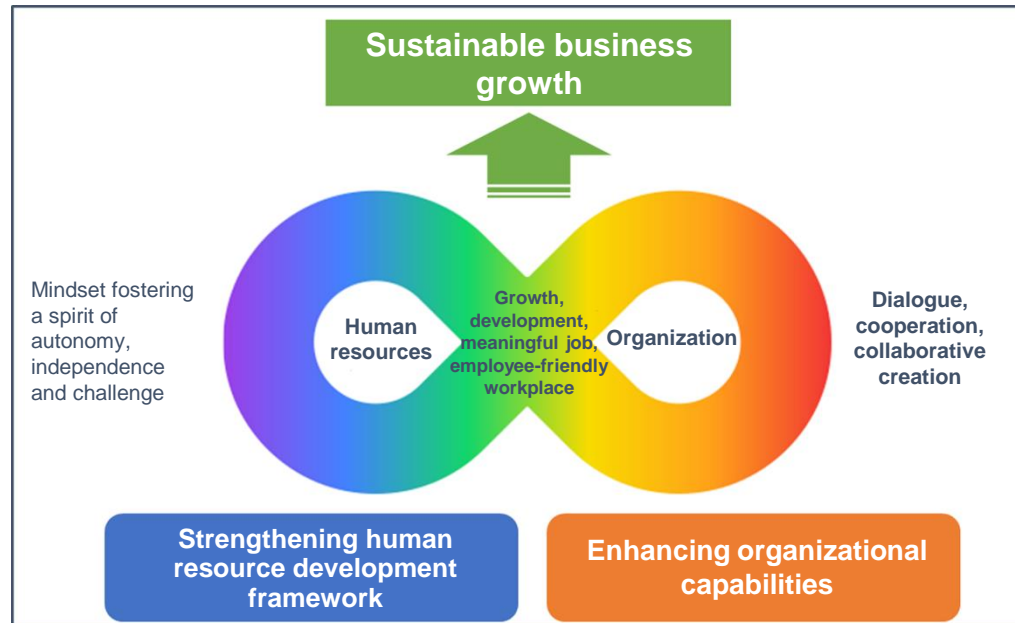 Sustainable business
growth
Mindset fostering
a spirit of
autonomy,
independence
and challenge
Human
resources
Growth,
development,
meaningful job,
employee-friendly
workplace
Organization
Dialogue,
cooperation,
collaborative
creation
Strengthening human
resource development
framework
Enhancing organizational
capabilities